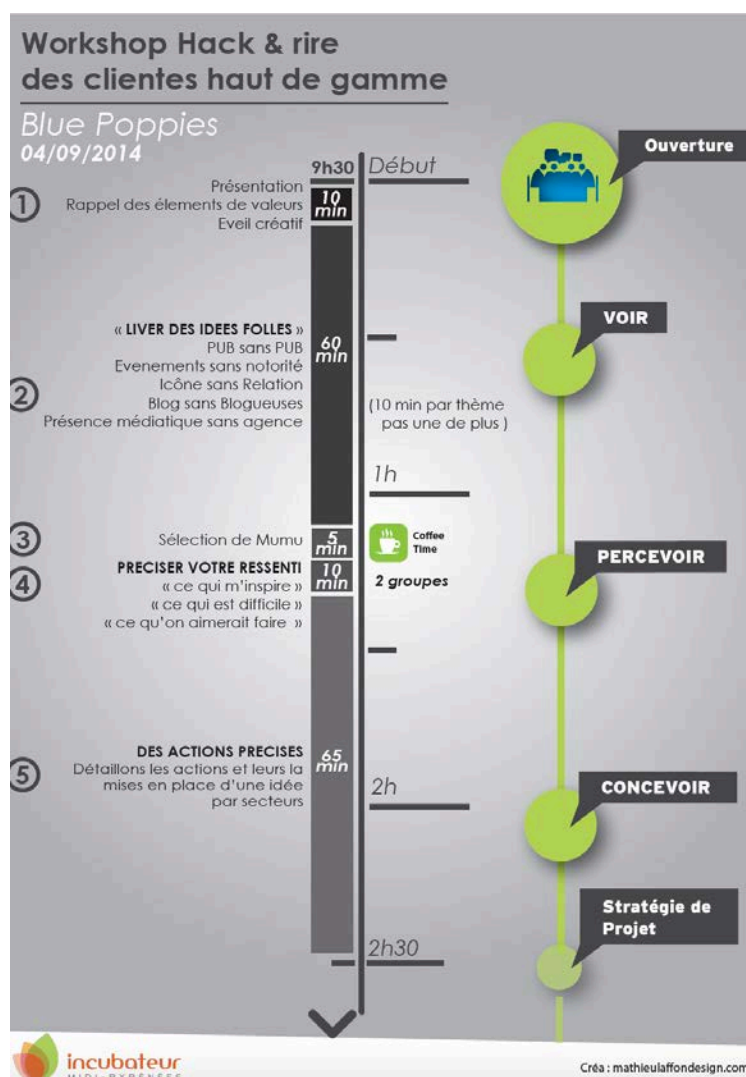 Workshop Hack & rire
des clientes haut de gamme
Blue Poppies
04/09/2014
9h30
Début
Ouverture
1
Présentation
Rappel des élements de valeurs
Eveil créatif
10
min
VOIR
2
« LIVER DES IDEES FOLLES »
PUB sans PUB
Evenements sans notorité
Icône sans Relation
Blog sans Blogueuses
Présence médiatique sans agence
60
min
(10 min par thème
pas une de plus )
1h
3
Sélection de Mumu
5
min
Coffee
Time
PERCEVOIR
4
PRECISER VOTRE RESSENTI
« ce qui m'inspire »
« ce qui est difficile »
« ce qu'on aimerait faire »
10
min
2 groupes
5
DES ACTIONS PRECISES
Détaillons les actions et leurs la
mises en place d'une idée
par secteurs
65
min
2h
CONCEVOIR
Stratégie de
Projet
2h30
incubateur
MIDI-PYRÉNÉES
Créa : mathieulaffondesign.com